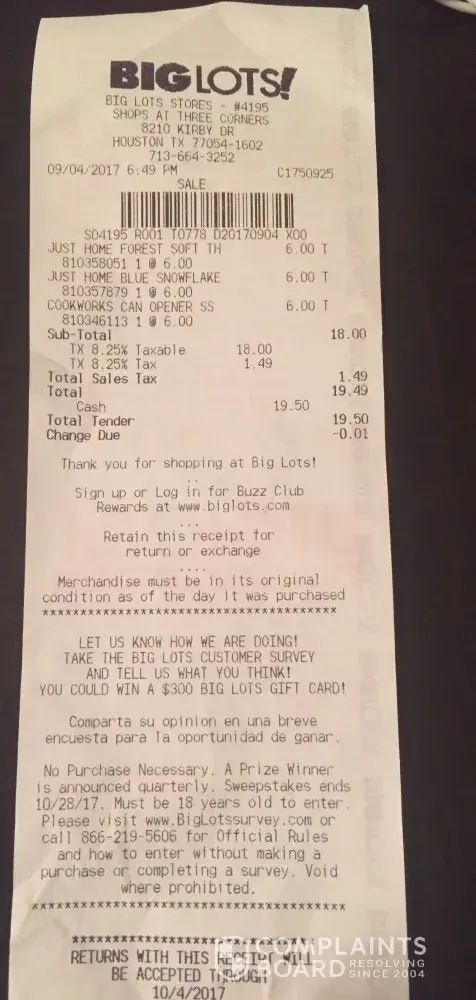 BIG LOTS!
BIG LOTS STORES - #4195
SHOPS AT THREE CORNERS
8210 KIRBY DR
HOUSTON TX 77054-1602
713-664-3252
09/04/2017 6:49 PM C1750925
SALE
S04195 R001 T0778 D20170904 X00
JUST HOME FOREST SOFT TH 6.00 T
810358051 1 @ 6.00
JUST HOME BLUE SNOWFLAKE 6.00 T
810357879 1 @ 6.00
COOKWORKS CAN OPENER SS 6.00 T
810346113 1 @ 6.00
Sub-Total 18.00
TX 8.25% Taxable 18.00
TX 8.25% Tax 1.49
Total Sales Tax 1.49
Total 19.49
Cash 19.50
Total Tender 19.50
Change Due -0.01
Thank you for shopping at Big Lots!
..
Sign up or Log in for Buzz Club
Rewards at www.biglots.com
...
Retain this receipt for
return or exchange
....
Merchandise must be in its original
condition as of the day it was purchased
****************************************
LET US KNOW HOW WE ARE DOING!
TAKE THE BIG LOTS CUSTOMER SURVEY
AND TELL US WHAT YOU THINK!
YOU COULD WIN A $300 BIG LOTS GIFT CARD!
Comparta su opinion en una breve
encuesta para la oportunidad de ganar.
No Purchase Necessary. A Prize Winner
is announced quarterly. Sweepstakes ends
10/28/17. Must be 18 years old to enter.
Please visit www.BigLotssurvey.com or
call 866-219-5606 for Official Rules
and how to enter without making a
purchase or completing a survey. Void
where prohibited.
****************************************
********************************
RETURNS WITH THIS RECEIPT WILL
BE ACCEPTED THROUGH
10/4/2017
COMPLAINTS
BOARD RESOLVING
SINCE 2004